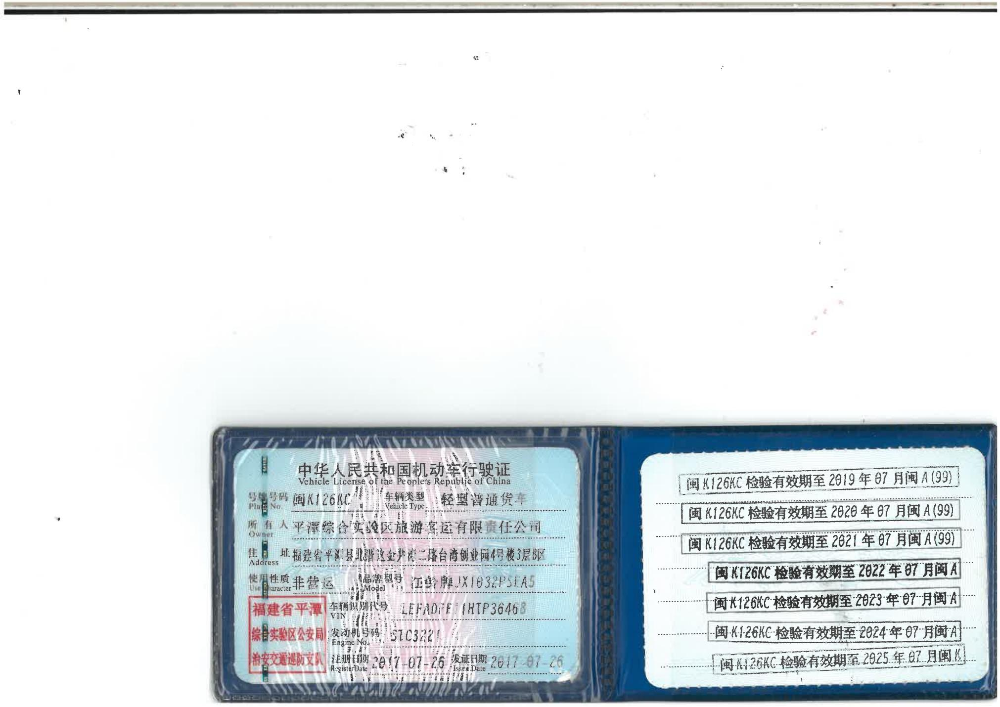 中华人民共和国机动车行驶证
Vehicle License of the People's Republic of China
号牌号码 闽K126KC 车辆类型 轻型普通货车
Plate No. Vehicle Type
所有人 平潭综合实验区旅游客运有限责任公司
Owner
住址 福建省平潭县北厝 金井湾二路台湾创业园4号楼3层B区
Address
使用性质 非营运 品牌型号 江铃牌JX1032PSEA5
Use Character Model
福建省平潭
综合实验区公安局
治安交通巡防支队
车辆识别代号
VIN
发动机号码
Engine No.
注册日期 2017-07-26 发证日期 2017-07-26
Register Date Issue Date
闽K126KC 检验有效期至 2019 年 07 月闽A(99)
闽K126KC 检验有效期至 2020 年 07 月闽A(99)
闽K126KC 检验有效期至 2021 年 07 月闽A(99)
闽K126KC 检验有效期至 2022 年 07 月闽A
闽K126KC 检验有效期至 2023 年 07 月闽A
闽K126KC 检验有效期至 2024 年 07 月闽A
闽K126KC 检验有效期至 2025 年 07 月闽K